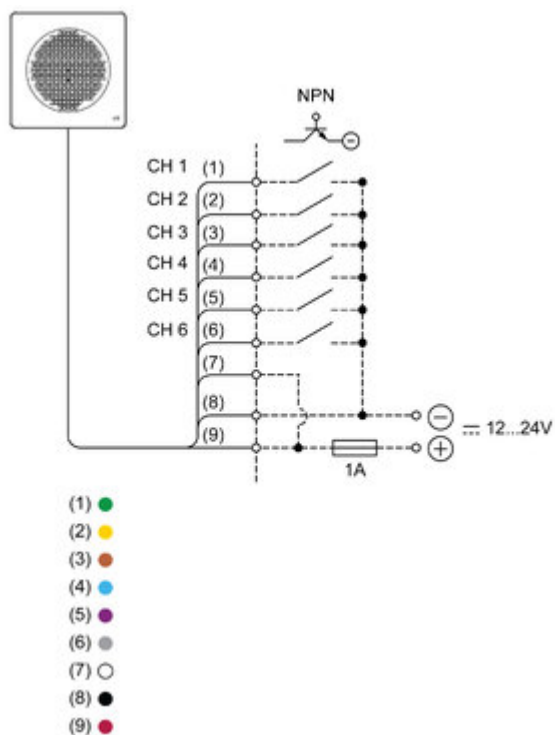 NPN
CH 1 (1)
CH 2 (2)
CH 3 (3)
CH 4 (4)
CH 5 (5)
CH 6 (6)
(7)
(8)
(9)
12...24V
1A
(1)
(2)
(3)
(4)
(5)
(6)
(7)
(8)
(9)